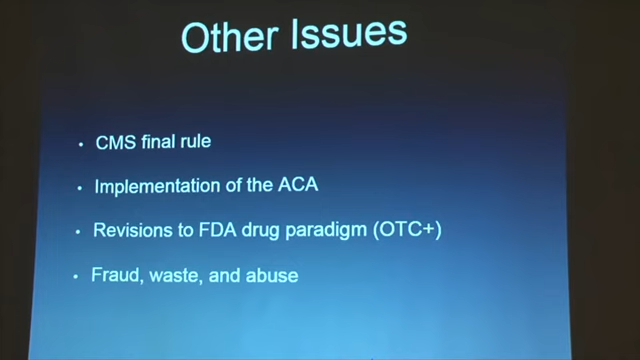 Other Issues
• CMS final rule
• Implementation of the ACA
• Revisions to FDA drug paradigm (OTC+)
• Fraud, waste, and abuse